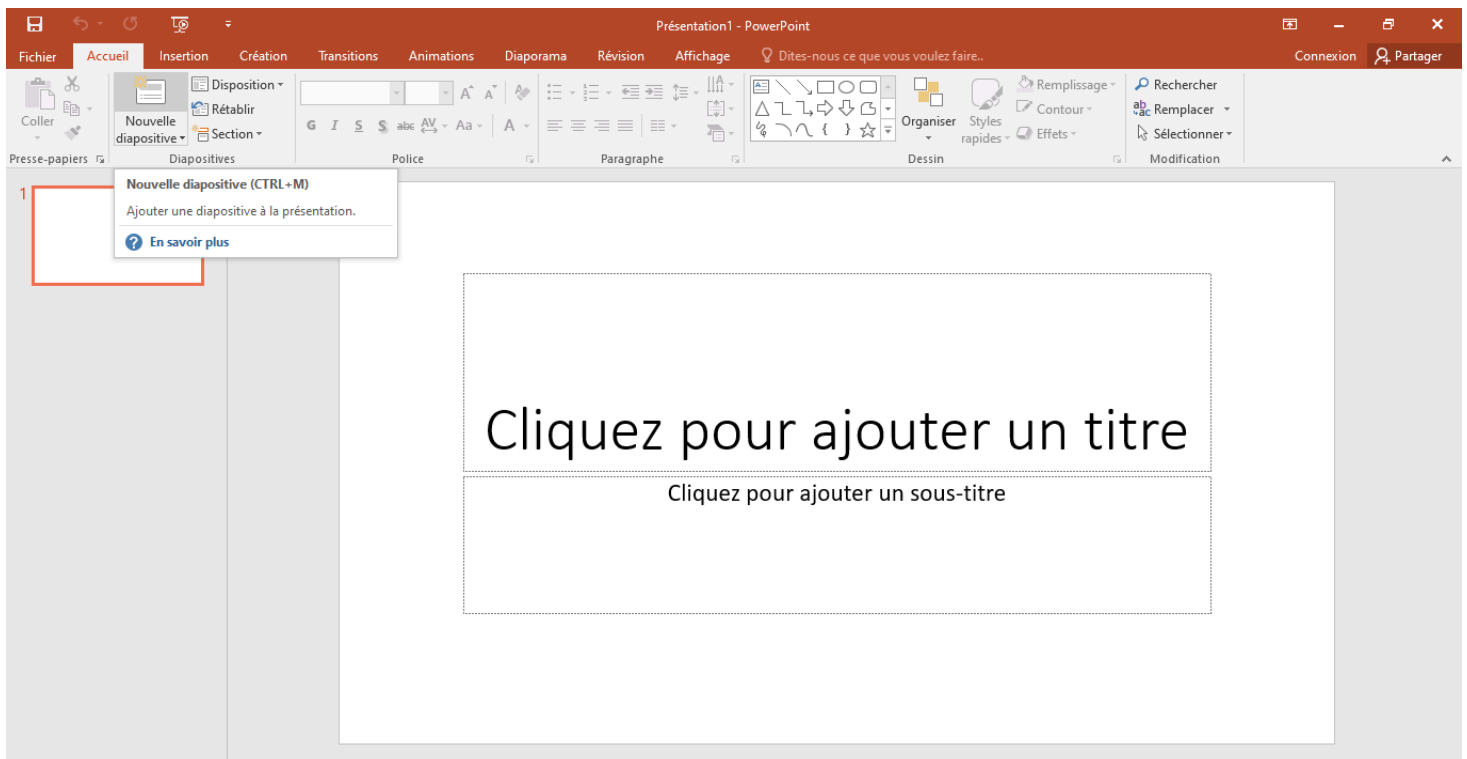 Présentation1 - PowerPoint
Fichier Accueil Insertion Création Transitions Animations Diaporama Révision Affichage Dites-nous ce que vous voulez faire.. Connexion Partager
Coller
Nouvelle
diapositive
Disposition
Rétablir
Section
G I S S abc AV Aa A
Organiser
Styles
rapides
Remplissage
Contour
Effets
Rechercher
Remplacer
Sélectionner
Presse-papiers Diapositives Police Paragraphe Dessin Modification
1
Nouvelle diapositive (CTRL+M)
Ajouter une diapositive à la présentation.
En savoir plus
Cliquez pour ajouter un titre
Cliquez pour ajouter un sous-titre